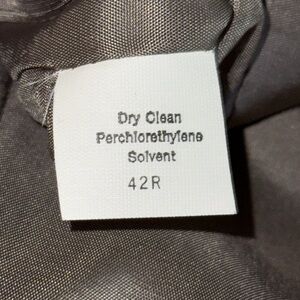 Dry Clean
Perchlorethylene
Solvent
42R